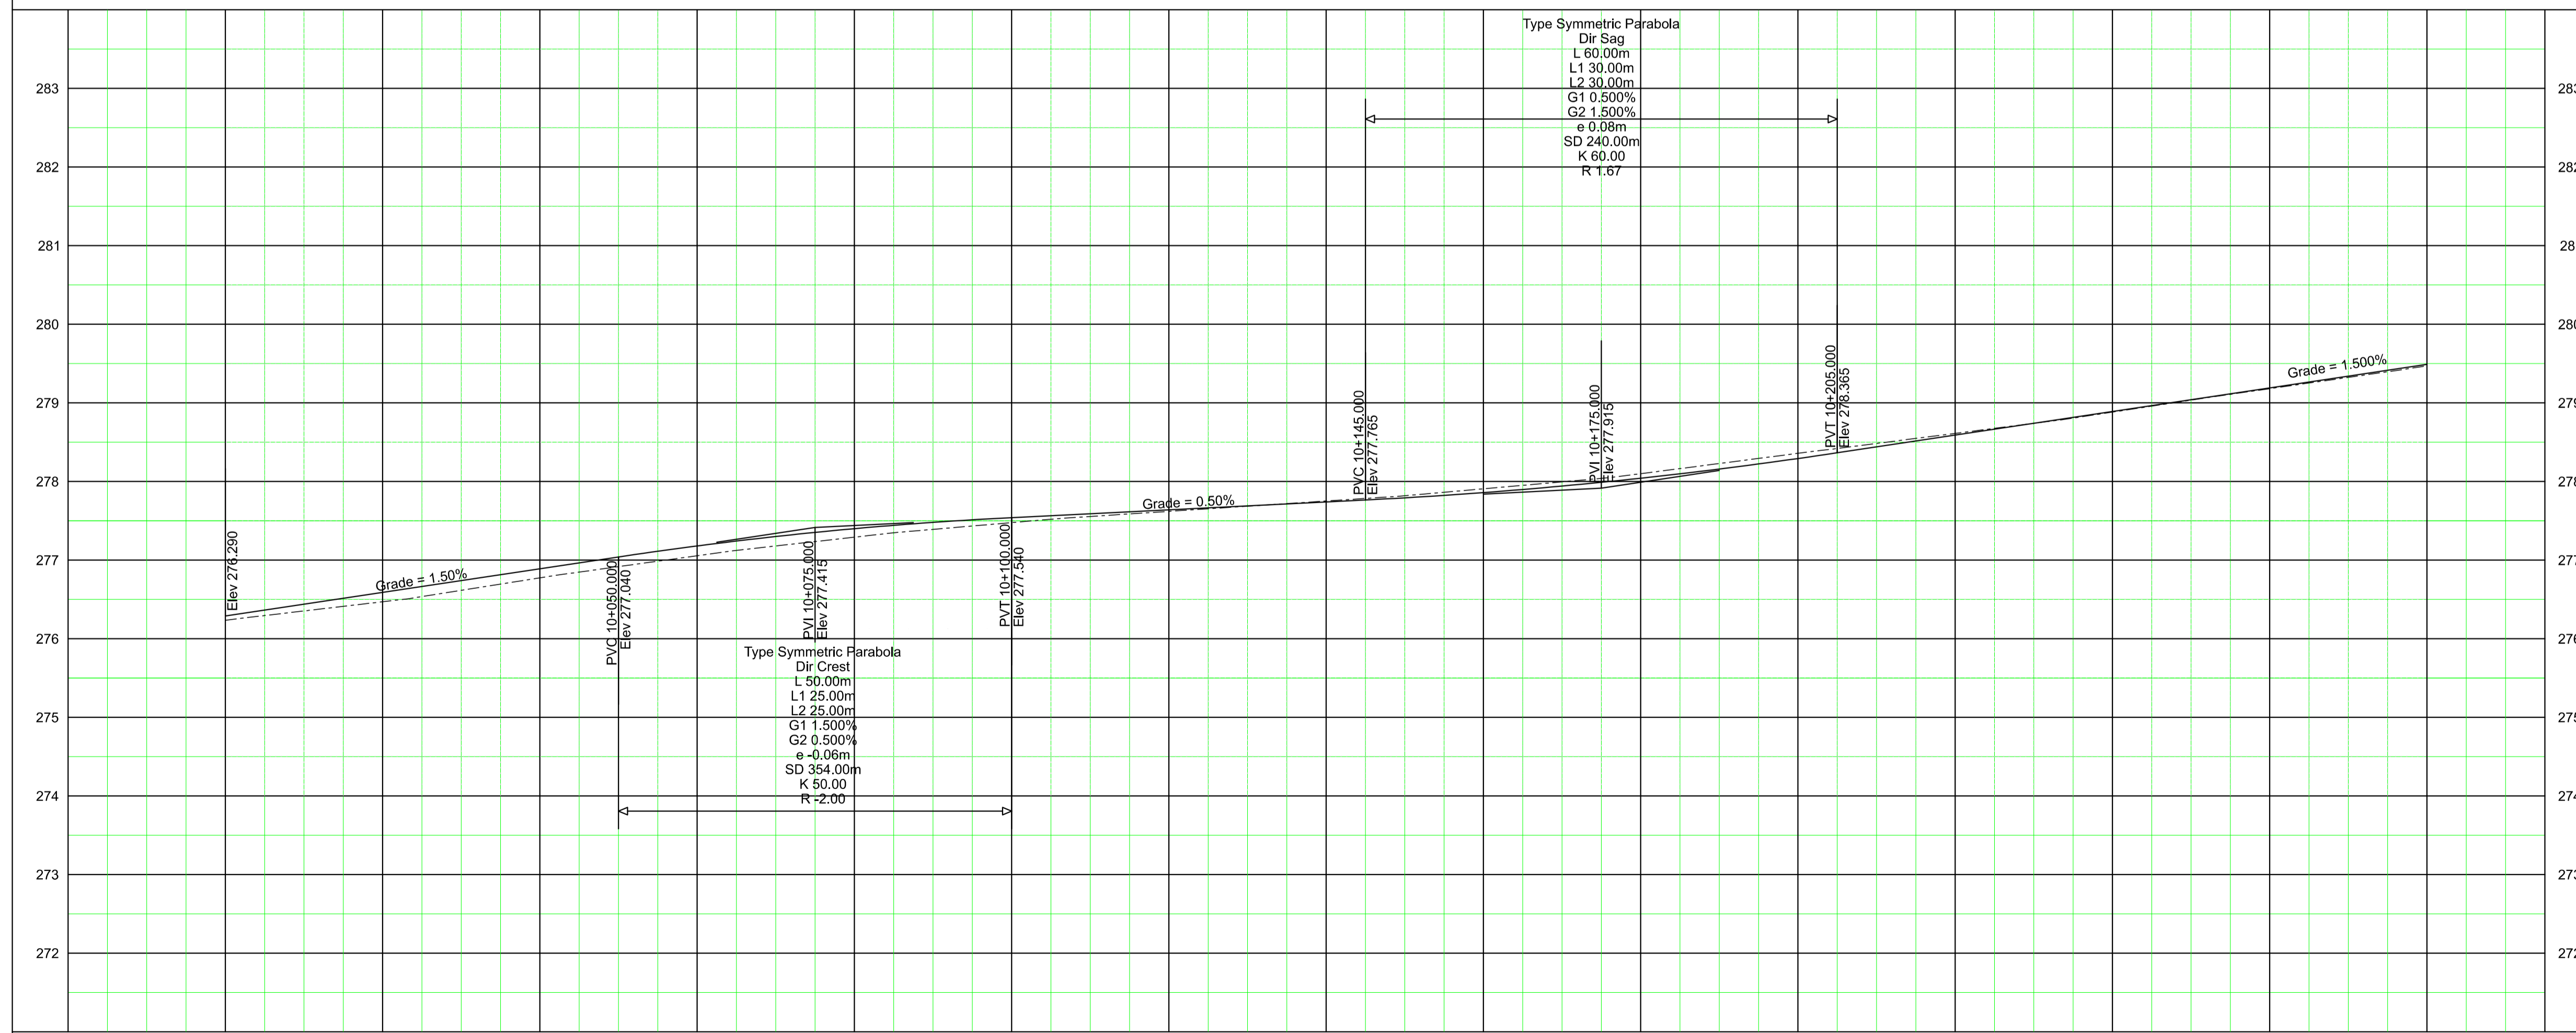 Type Symmetric Parabola
Dir Sag
L 60.00m
L1 30.00m
L2 30.00m
G1 0.500%
G2 1.500%
e 0.08m
SD 240.00m
K 60.00
R 1.67
283
282
281
280
279
278
277
276
275
274
273
272
Elev 276.290
Grade = 1.50%
PVC 10+050.000
Elev 277.040
PVI 10+075.000
Elev 277.415
PVT 10+100.000
Elev 277.540
Grade = 0.50%
PVC 10+145.000
Elev 277.765
PVI 10+175.000
Elev 277.915
PVT 10+205.000
Elev 278.365
Grade = 1.500%
Type Symmetric Parabola
Dir Crest
L 50.00m
L1 25.00m
L2 25.00m
G1 1.500%
G2 0.500%
e -0.06m
SD 354.00m
K 50.00
R -2.00